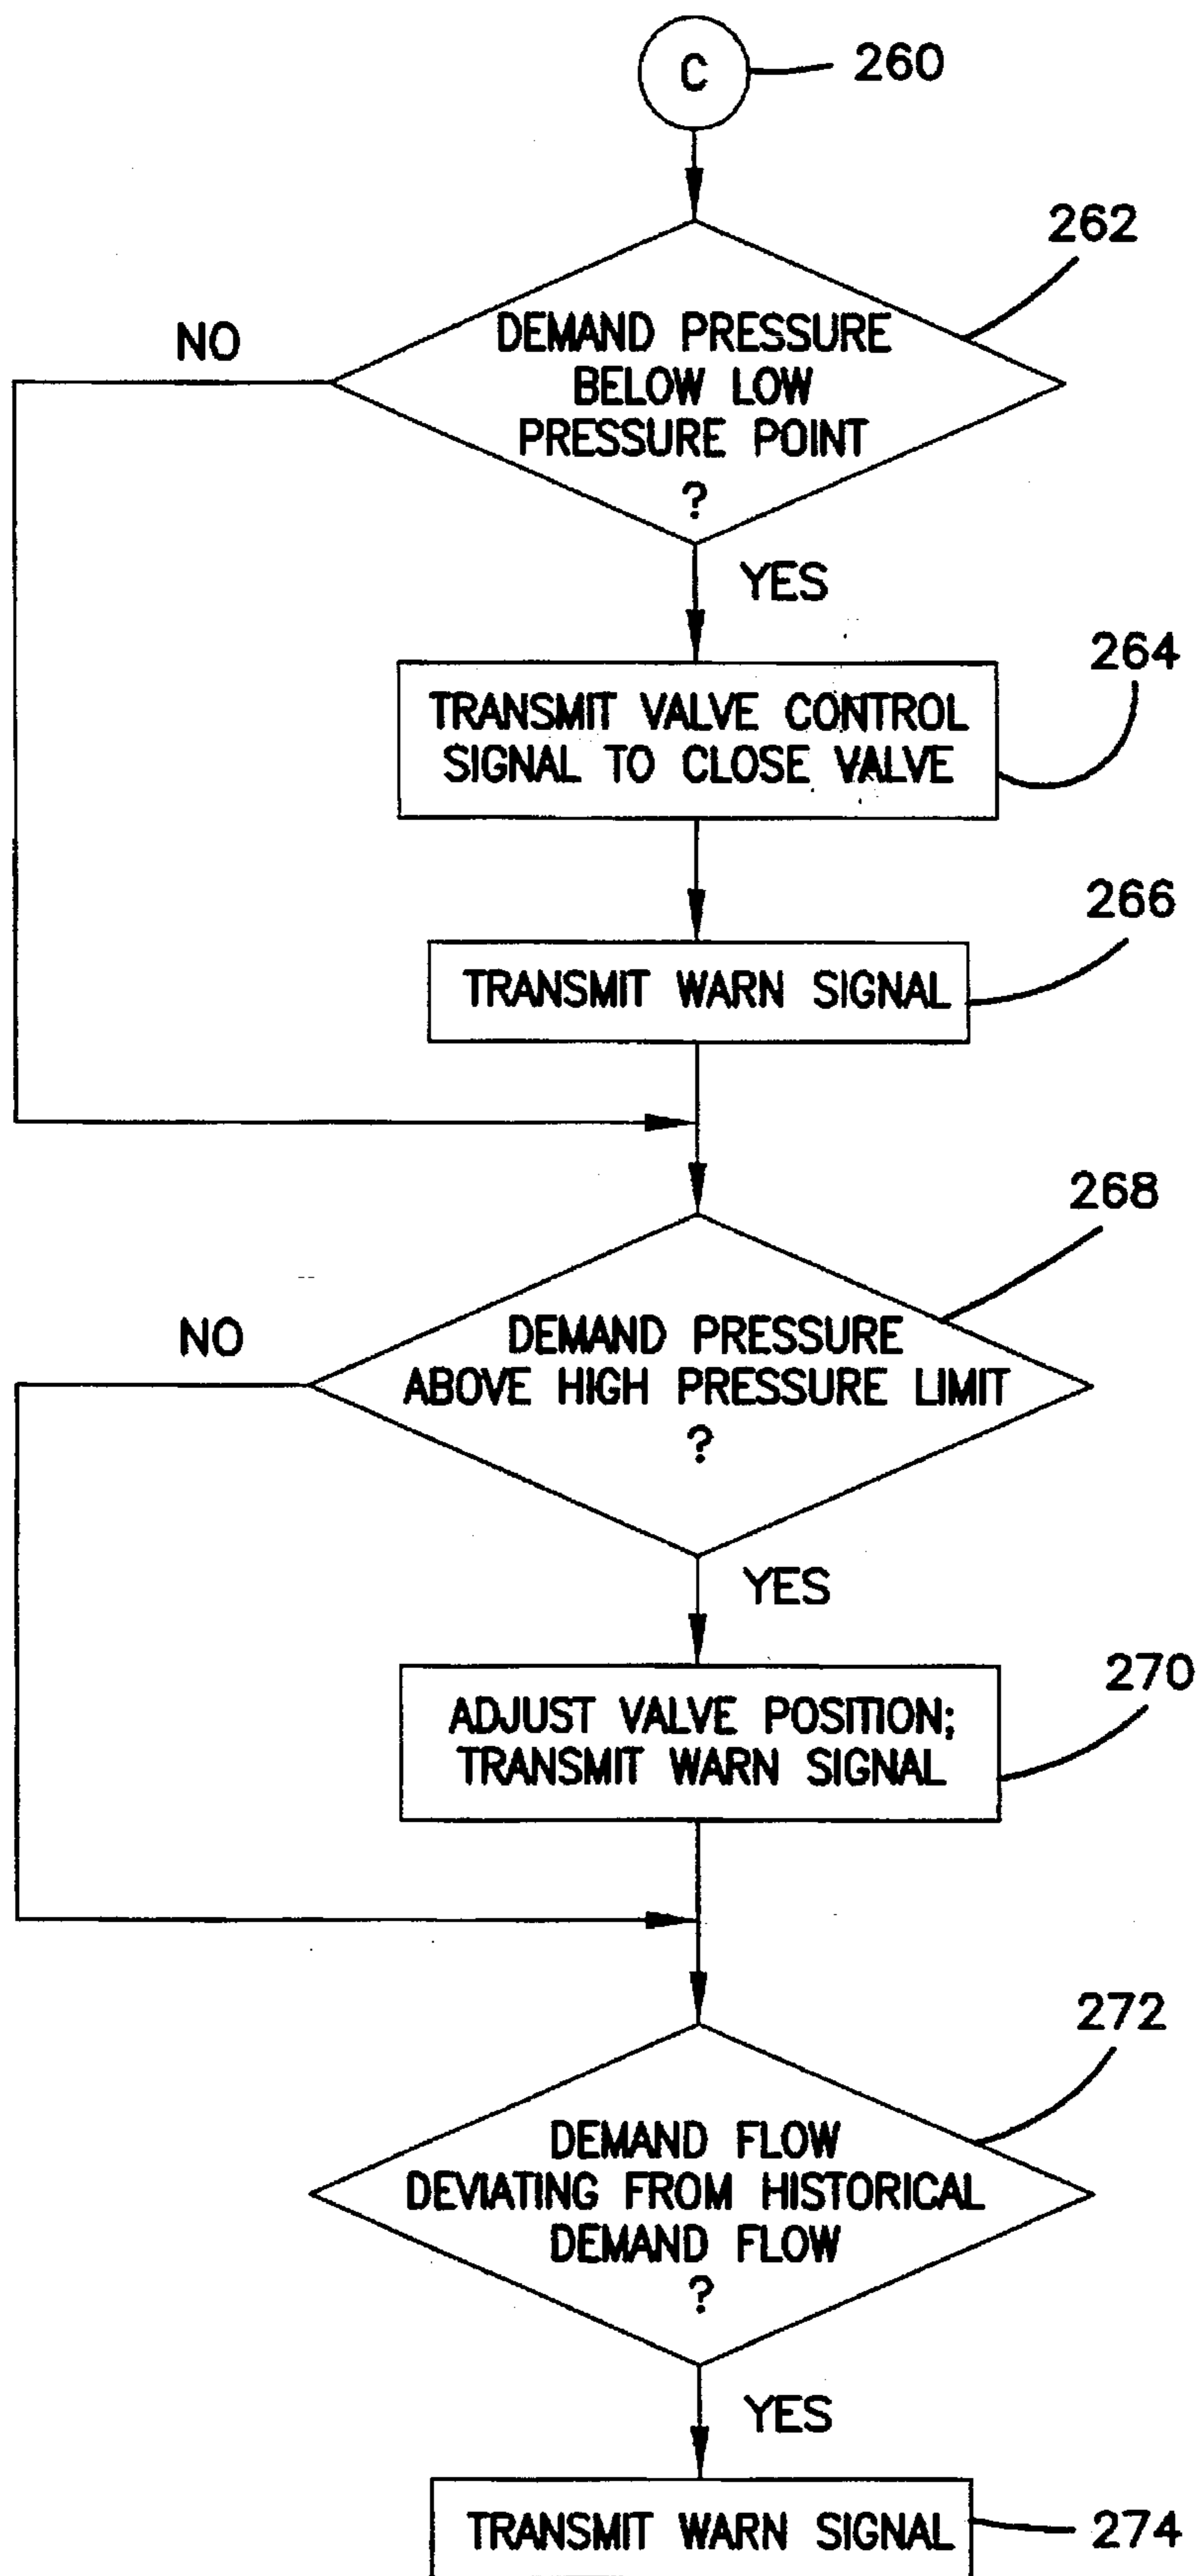 C
260
262
NO
DEMAND PRESSURE
BELOW LOW
PRESSURE POINT
?
YES
264
TRANSMIT VALVE CONTROL
SIGNAL TO CLOSE VALVE
266
TRANSMIT WARN SIGNAL
268
NO
DEMAND PRESSURE
ABOVE HIGH PRESSURE LIMIT
?
YES
270
ADJUST VALVE POSITION;
TRANSMIT WARN SIGNAL
272
DEMAND FLOW
DEVIATING FROM HISTORICAL
DEMAND FLOW
?
YES
TRANSMIT WARN SIGNAL
274